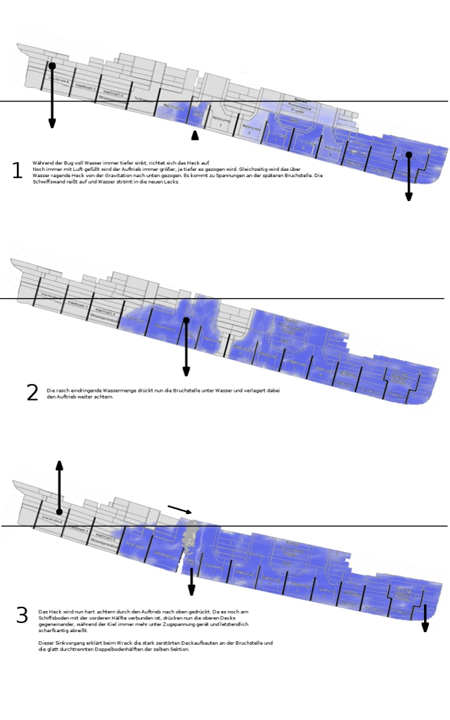 1
Während der Bug voll Wasser immer tiefer sinkt, richtet sich das Heck auf
Noch immer mit Luft gefüllt wird der Auftrieb immer größer, je tiefer es gezogen wird. Gleichzeitig wird das über
Wasser ragende Heck von der Gravitation nach unten gezogen. Es kommt zu Spannungen an der späteren Bruchstelle. Die
Schiffswand reißt auf und Wasser strömt in die neuen Lecks.
2
Die rasch eindringende Wassermenge drückt nun die Bruchstelle unter Wasser und verlagert dabei
den Auftrieb weiter achtern.
3
Das Heck wird nun hart achtern durch den Auftrieb nach oben gedrückt. Da es noch am
Schiffsboden mit der vorderen Hälfte verbunden ist, drücken nun die oberen Decks
gegeneinander, während der Kiel immer mehr unter Zugspannung gerät und letztendlich
scharfkantig abreißt.
Dieser Sinkvorgang erklärt beim Wrack die stark zerstörten Deckaufbauten an der Bruchstelle und
die glatt durchtrennten Doppelbodenhälften der selben Sektion.